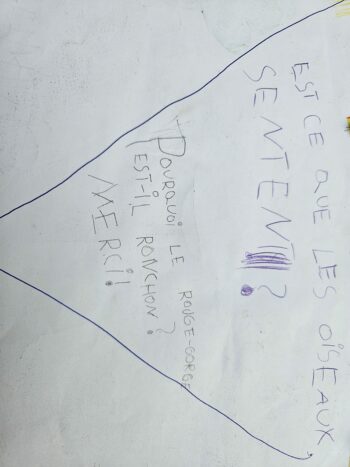 EST CE QUE LES OISEAUX
SENTENT ?
POURQUOI LE ROUGE-GORGE
EST-IL RONCHON ?
MERCI!